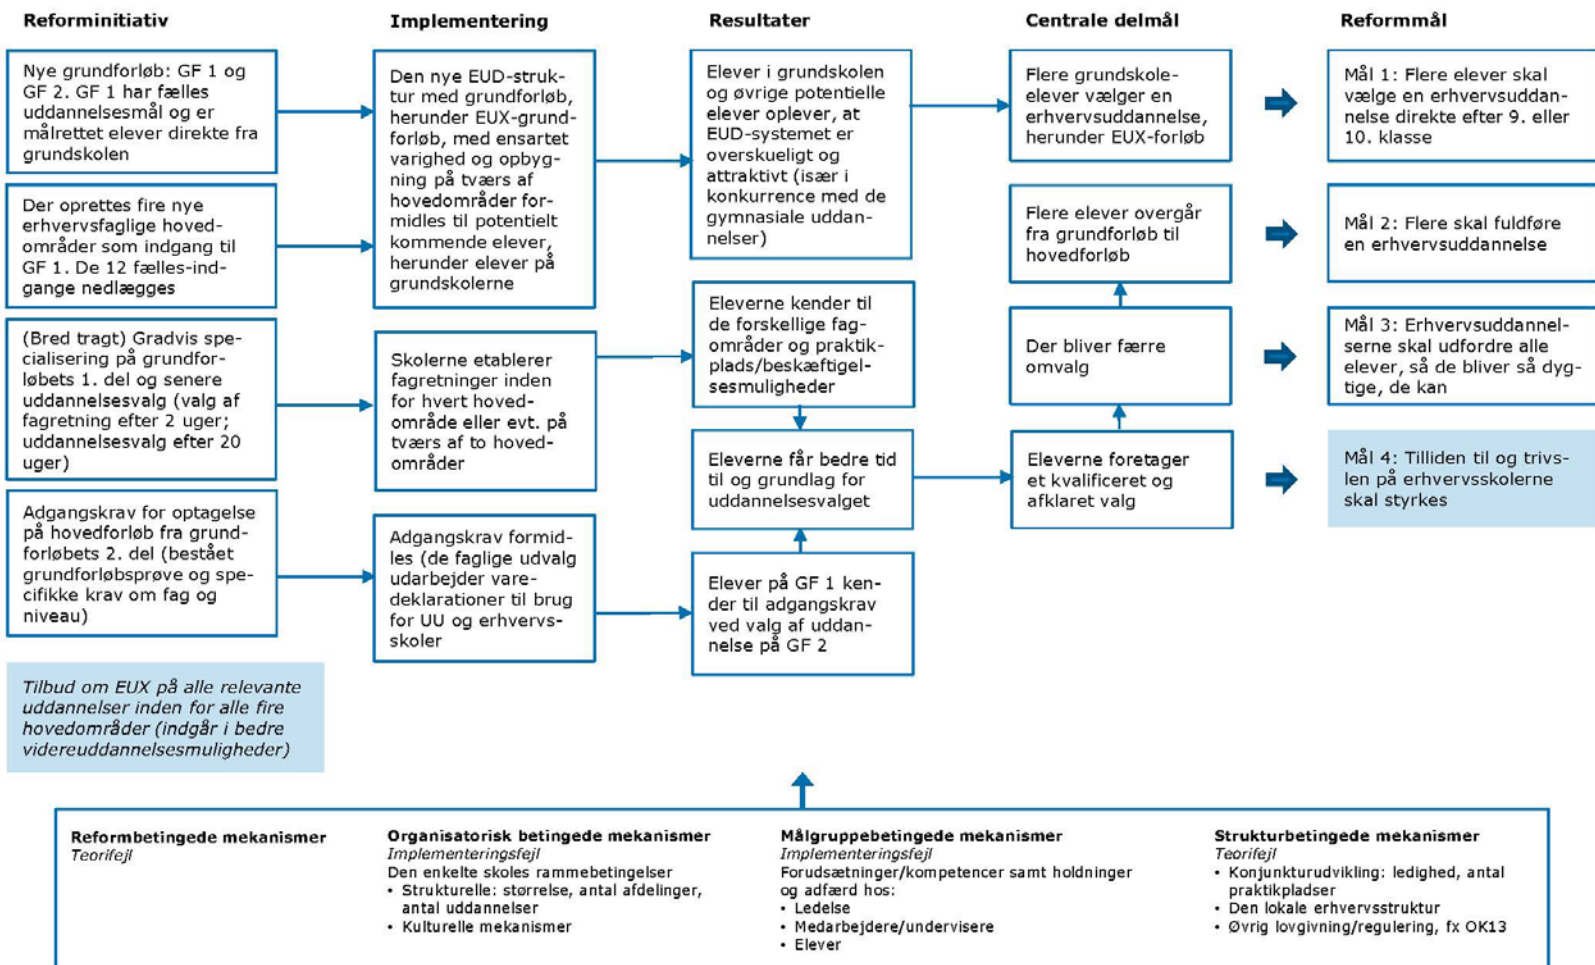 Reforminitiativ
Implementering
Resultater
Centrale delmål
Reformmål
Nye grundforløb: GF 1 og
GF 2. GF 1 har fælles
uddannelsesmål og er
målrettet elever direkte fra
grundskolen
Der oprettes fire nye
erhvervsfaglige hoved-
områder som indgang til
GF 1. De 12 fælles-ind-
gange nedlægges
(Bred tragt) Gradvis spe-
cialisering på grundfor-
løbets 1. del og senere
uddannelsesvalg (valg af
fagretning efter 2 uger;
uddannelsesvalg efter 20
uger)
Adgangskrav for optagelse
på hovedforløb fra grund-
forløbets 2. del (bestået
grundforløbsprøve og spe-
cifikke krav om fag og
niveau)
Tilbud om EUX på alle relevante
uddannelser inden for alle fire
hovedområder (indgår i bedre
videreuddannelsesmuligheder)
Den nye EUD-struk-
tur med grundforløb,
herunder EUX-grund-
forløb, med ensartet
varighed og opbyg-
ning på tværs af
hovedområder for-
midles til potentielt
kommende elever,
herunder elever på
grundskolerne
Skolerne etablerer
fagretninger inden
for hvert hoved-
område eller evt. på
tværs af to hoved-
områder
Adgangskrav formid-
les (de faglige udvalg
udarbejder vare-
deklarationer til brug
for UU og erhvervs-
skoler
Elever i grundskolen
og øvrige potentielle
elever oplever, at
EUD-systemet er
overskueligt og
attraktivt (især i
konkurrence med de
gymnasiale uddan-
nelser)
Eleverne kender til
de forskellige fag-
områder og praktik-
plads/beskæftigel-
sesmuligheder
Eleverne får bedre tid
til og grundlag for
uddannelsesvalget
Elever på GF 1 ken-
der til adgangskrav
ved valg af uddan-
nelse på GF 2
Flere grundskole-
elever vælger en
erhvervsuddannelse,
herunder EUX-forløb
Flere elever overgår
fra grundforløb til
hovedforløb
Der bliver færre
omvalg
Eleverne foretager
et kvalificeret og
afklaret valg
Mål 1: Flere elever skal
vælge en erhvervsuddan-
nelse direkte efter 9. eller
10. klasse
Mål 2: Flere skal fuldføre
en erhvervsuddannelse
Mål 3: Erhvervsuddannel-
serne skal udfordre alle
elever, så de bliver så dyg-
tige, de kan
Mål 4: Tilliden til og trivs-
len på erhvervsskolerne
skal styrkes
Reformbetingede mekanismer
Teorifejl
Organisatorisk betingede mekanismer
Implementeringsfejl
Den enkelte skoles rammebetingelser
• Strukturelle: størrelse, antal afdelinger,
antal uddannelser
• Kulturelle mekanismer
Målgruppebetingede mekanismer
Implementeringsfejl
Forudsætninger/kompetencer samt holdninger
og adfærd hos:
• Ledelse
• Medarbejdere/undervisere
• Elever
Strukturbetingede mekanismer
Teorifejl
• Konjunkturudvikling: ledighed, antal
praktikpladser
• Den lokale erhvervsstruktur
• Øvrig lovgivning/regulering, fx OK13